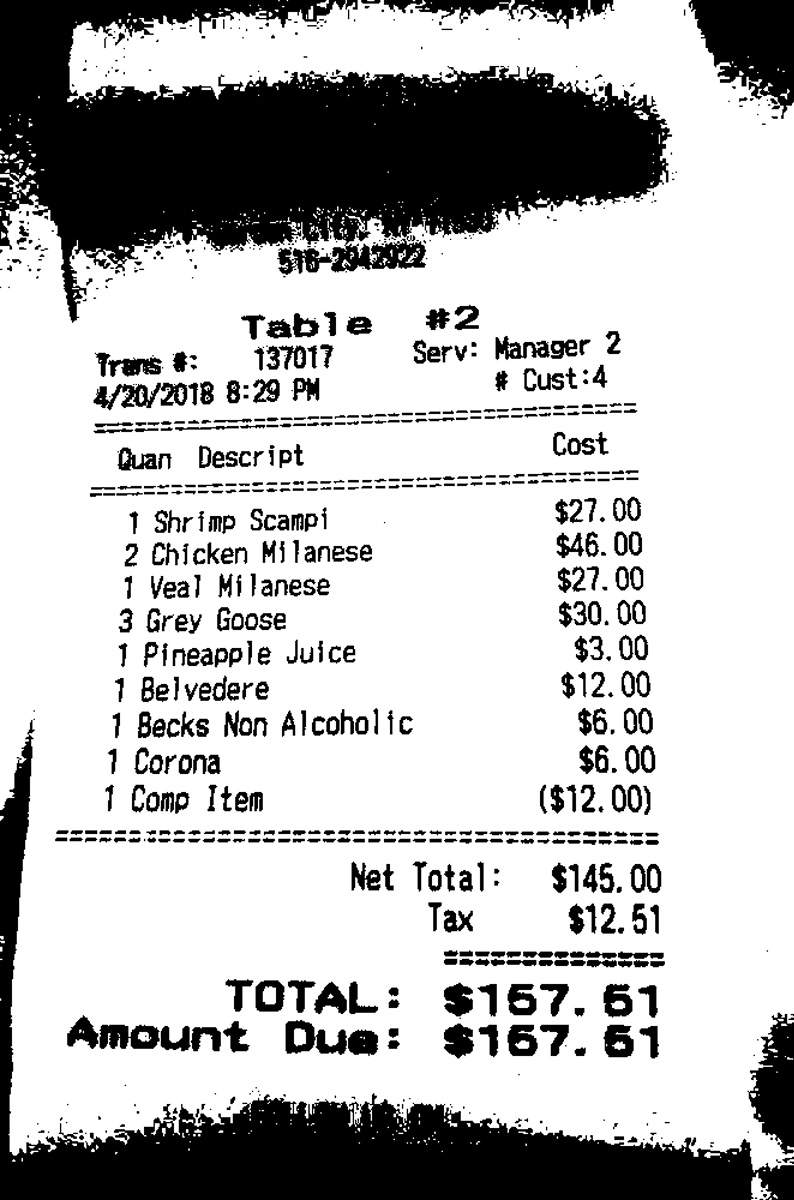 516-2942922
Table #2
Trans #: 137017 Serv: Manager 2
4/20/2018 8:29 PM # Cust:4
========================================
Quan Descript Cost
========================================
1 Shrimp Scampi $27.00
2 Chicken Milanese $46.00
1 Veal Milanese $27.00
3 Grey Goose $30.00
1 Pineapple Juice $3.00
1 Belvedere $12.00
1 Becks Non Alcoholic $6.00
1 Corona $6.00
1 Comp Item ($12.00)
========================================
Net Total: $145.00
Tax $12.51
==============
TOTAL: $157.51
Amount Due: $157.51